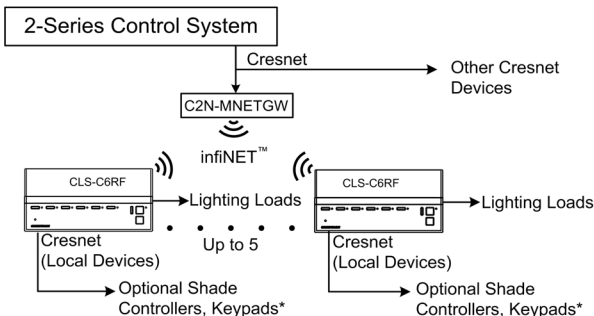 2-Series Control System
Cresnet
Other Cresnet
Devices
C2N-MNETGW
infiNET™
CLS-C6RF
Lighting Loads
CLS-C6RF
Lighting Loads
Up to 5
Cresnet
(Local Devices)
Cresnet
(Local Devices)
Optional Shade
Controllers, Keypads*
Optional Shade
Controllers, Keypads*